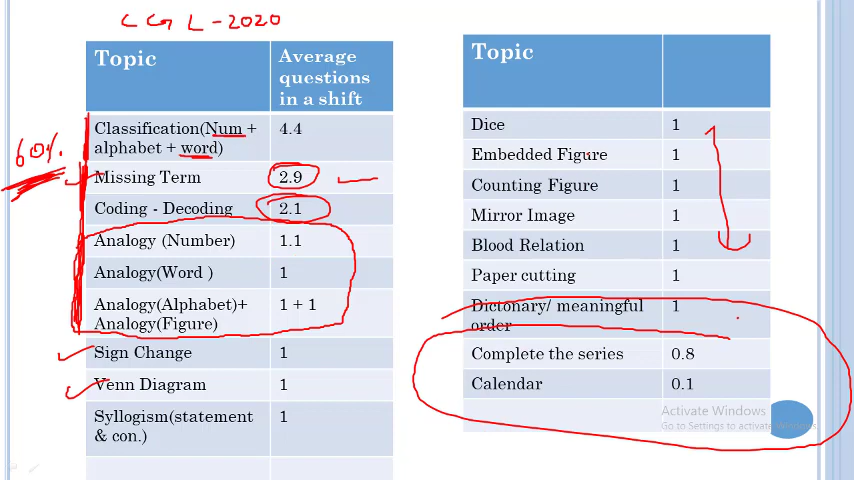 CGL-2020
Topic
Average
questions
in a shift
Classification(Num +
alphabet + word)
4.4
60%
Missing Term
2.9
Coding - Decoding
2.1
Analogy (Number)
1.1
Analogy(Word )
1
Analogy(Alphabet)+
Analogy(Figure)
1 + 1
Sign Change
1
Venn Diagram
1
Syllogism(statement
& con.)
1
Topic
Dice
1
Embedded Figure
1
Counting Figure
1
Mirror Image
1
Blood Relation
1
Paper cutting
1
Dictonary/ meaningful
order
1
Complete the series
0.8
Calendar
0.1
Activate Windows
Go to Settings to activate Windows.